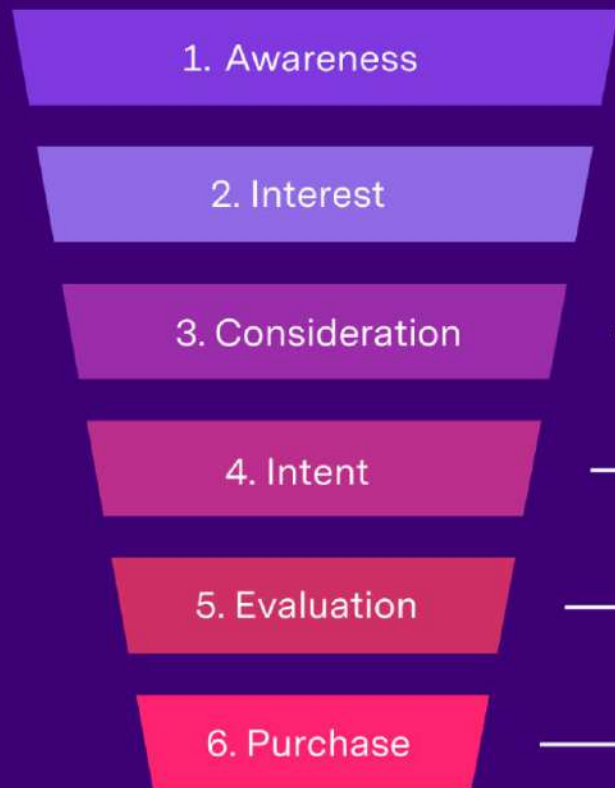 1. Awareness
2. Interest
3. Consideration
4. Intent
5. Evaluation
6. Purchase